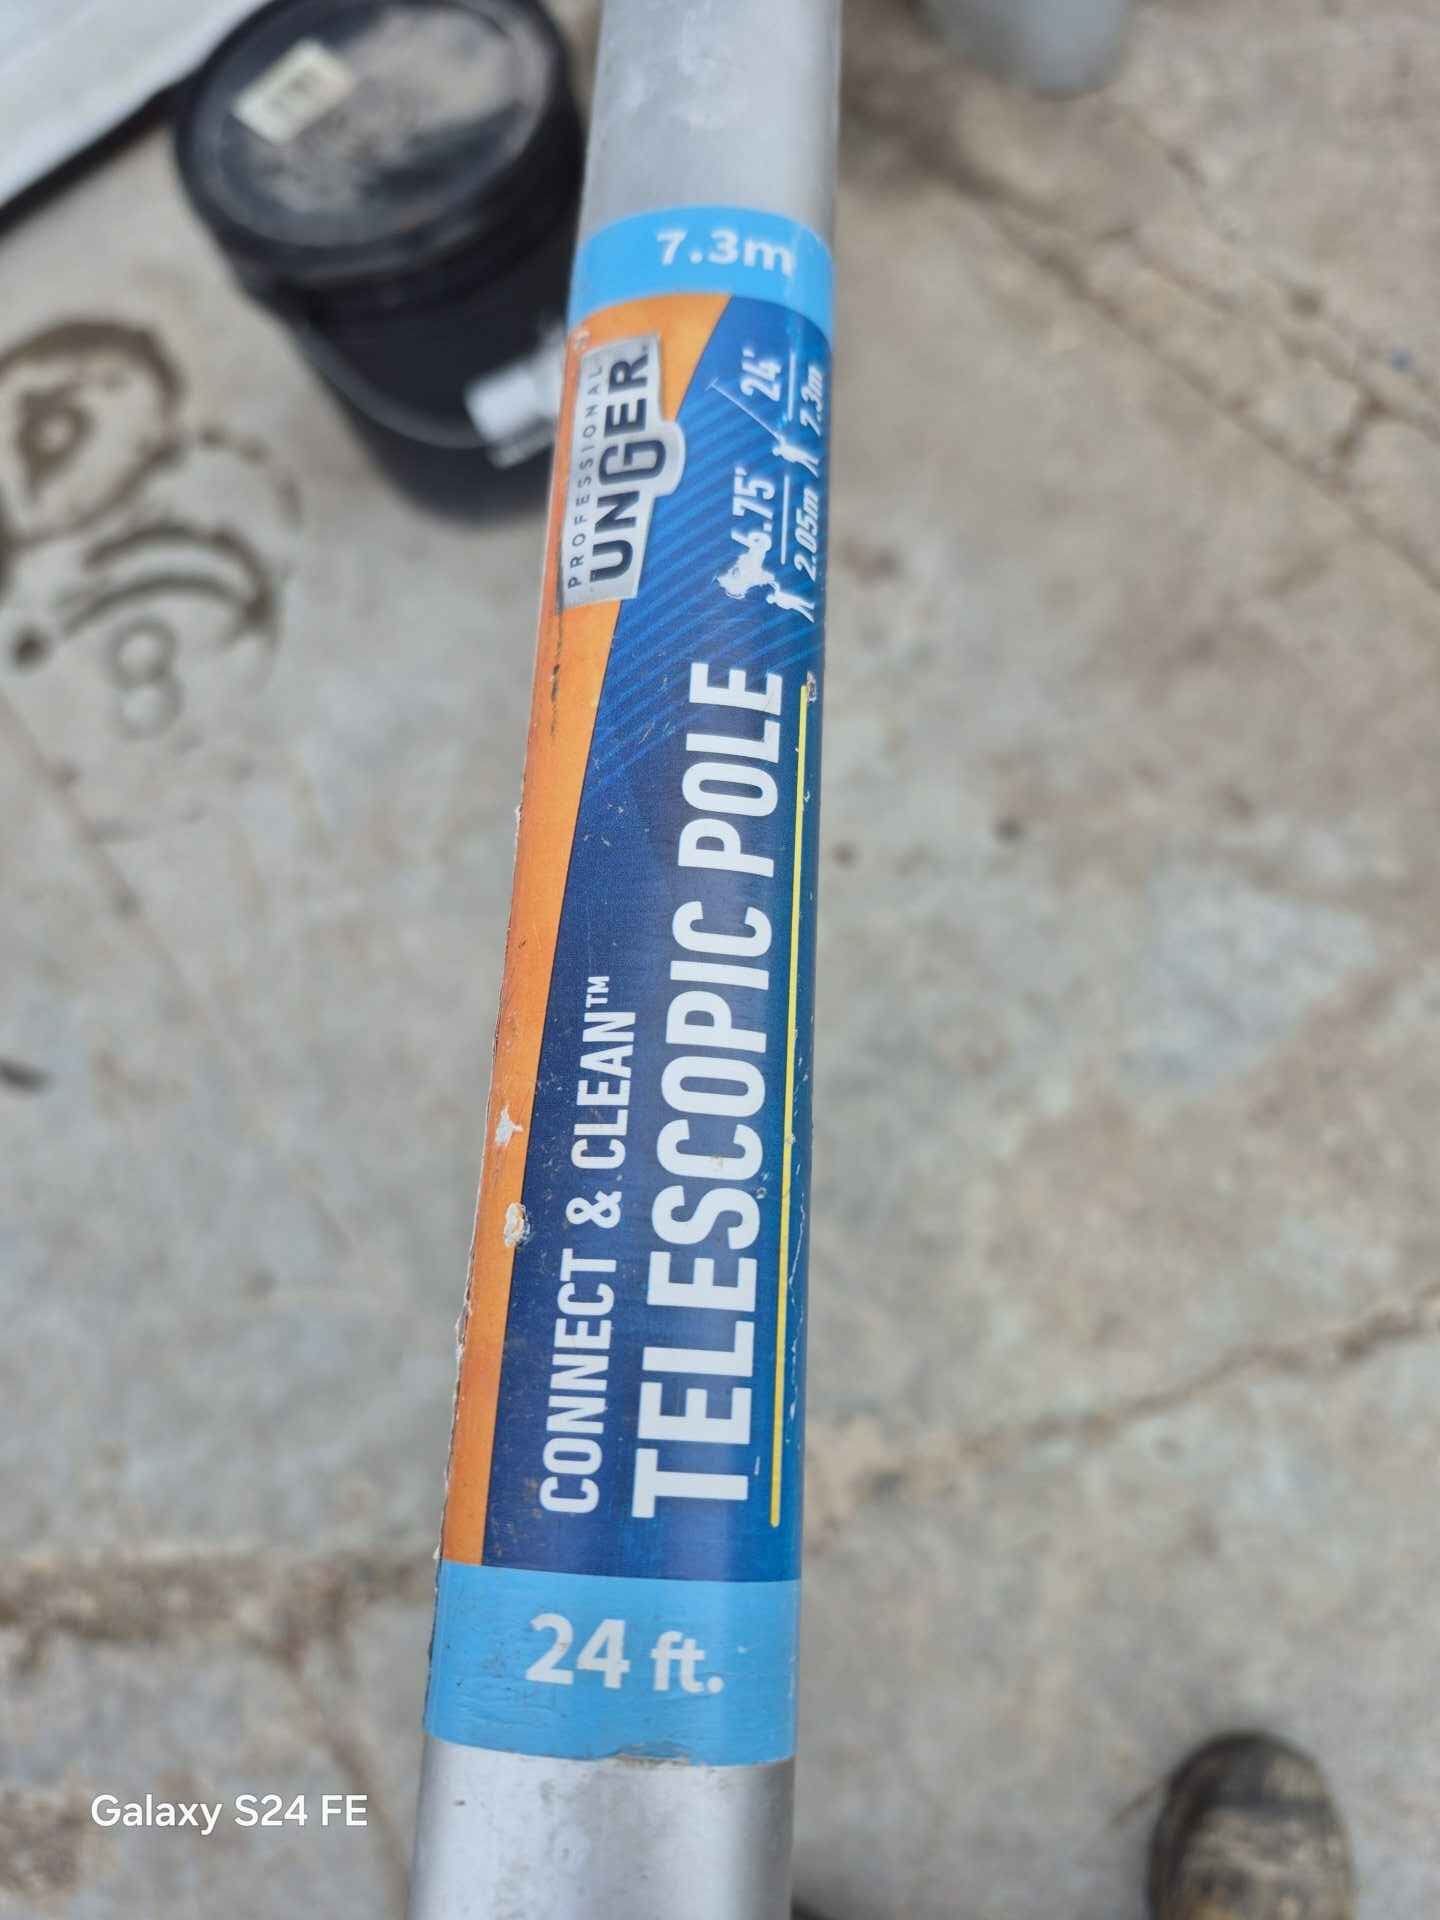 7.3m
PROFESSIONAL
UNGER
6.75' 24'
2.05m 7.3m
CONNECT & CLEAN™
TELESCOPIC POLE
24 ft.
Galaxy S24 FE